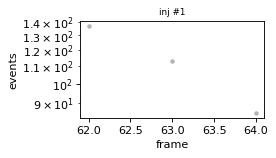 inj #1
1.4 × 10²
1.3 × 10²
1.2 × 10²
1.1 × 10²
10²
9 × 10¹
events
62.0 62.5 63.0 63.5 64.0
frame